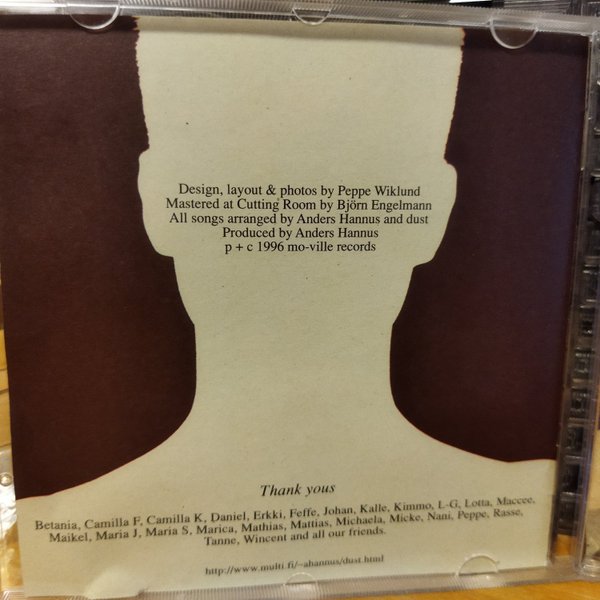 Design, layout & photos by Peppe Wiklund
Mastered at Cutting Room by Björn Engelmann
All songs arranged by Anders Hannus and dust
Produced by Anders Hannus
p + c 1996 mo-ville records
Thank yous
Betania, Camilla F, Camilla K, Daniel, Erkki, Feffe, Johan, Kalle, Kimmo, L-G, Lotta, Maccee,
Maikel, Maria J, Maria S, Marica, Mathias, Mattias, Michaela, Micke, Nani, Peppe, Rasse,
Tanne, Wincent and all our friends.
http://www.multi.fi/~ahannus/dust.html